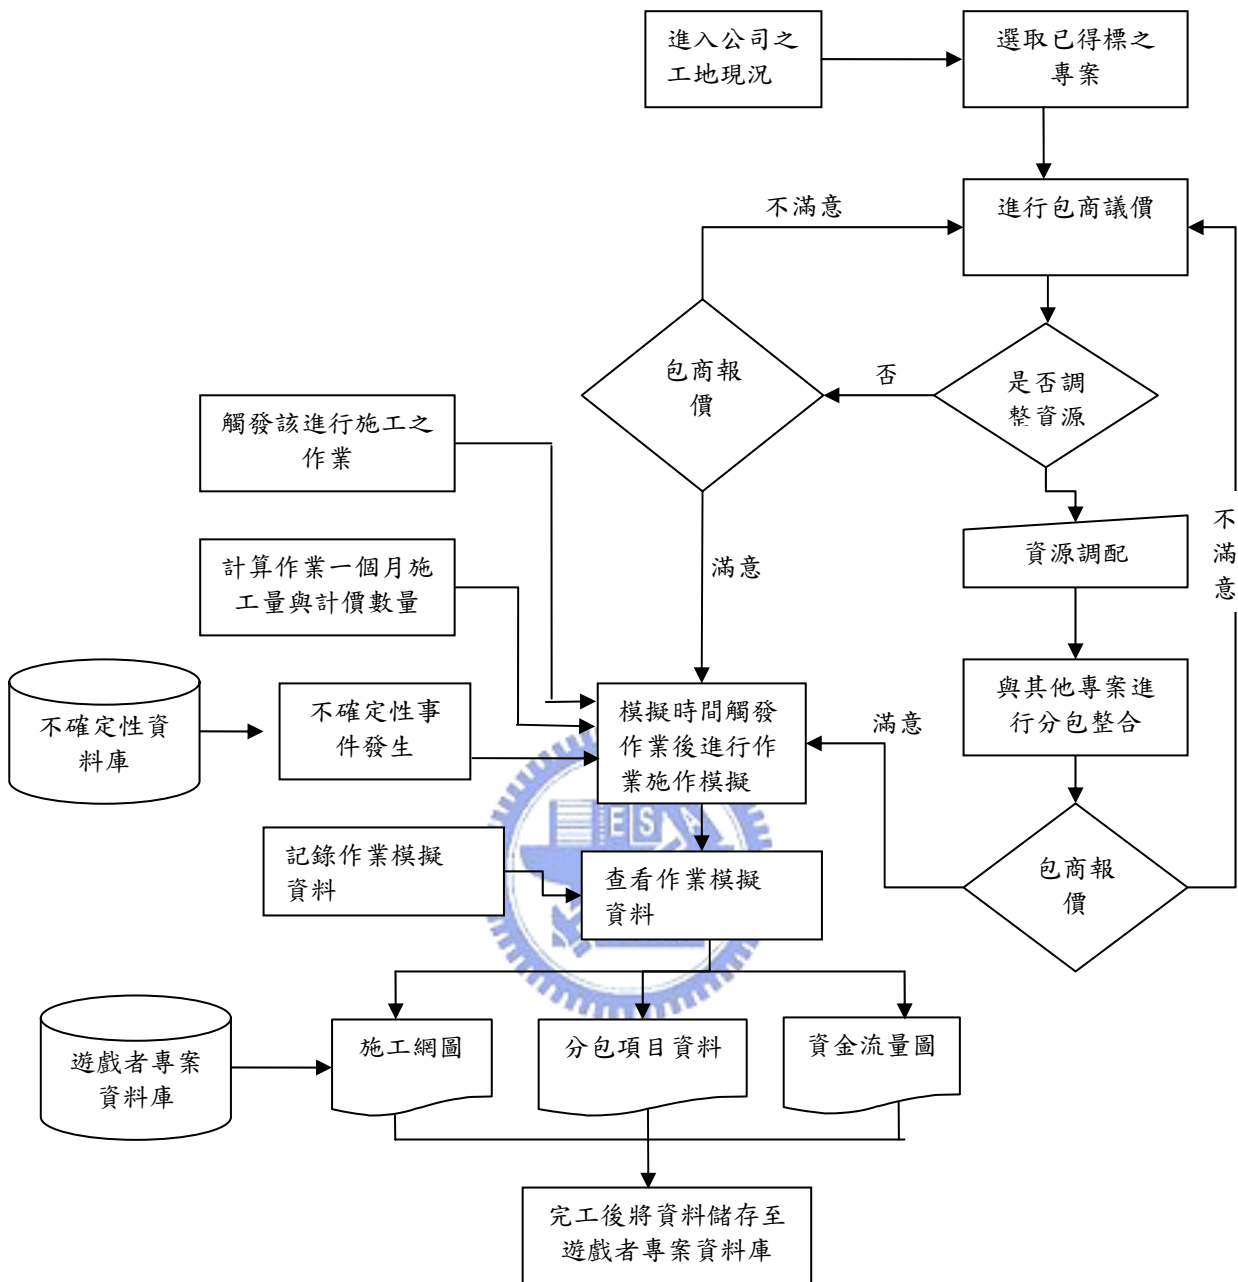 進入公司之
工地現況
選取已得標之
專案
不滿意
進行包商議價
包商報
價
否
是否調
整資源
觸發該進行施工之
作業
不
滿
意
資源調配
滿意
計算作業一個月施
工量與計價數量
與其他專案進
行分包整合
不確定性資
料庫
不確定性事
件發生
模擬時間觸發
作業後進行作
業施作模擬
滿意
ESA
記錄作業模擬
資料
查看作業模擬
資料
包商報
價
遊戲者專案
資料庫
施工網圖
分包項目資料
資金流量圖
完工後將資料儲存至
遊戲者專案資料庫